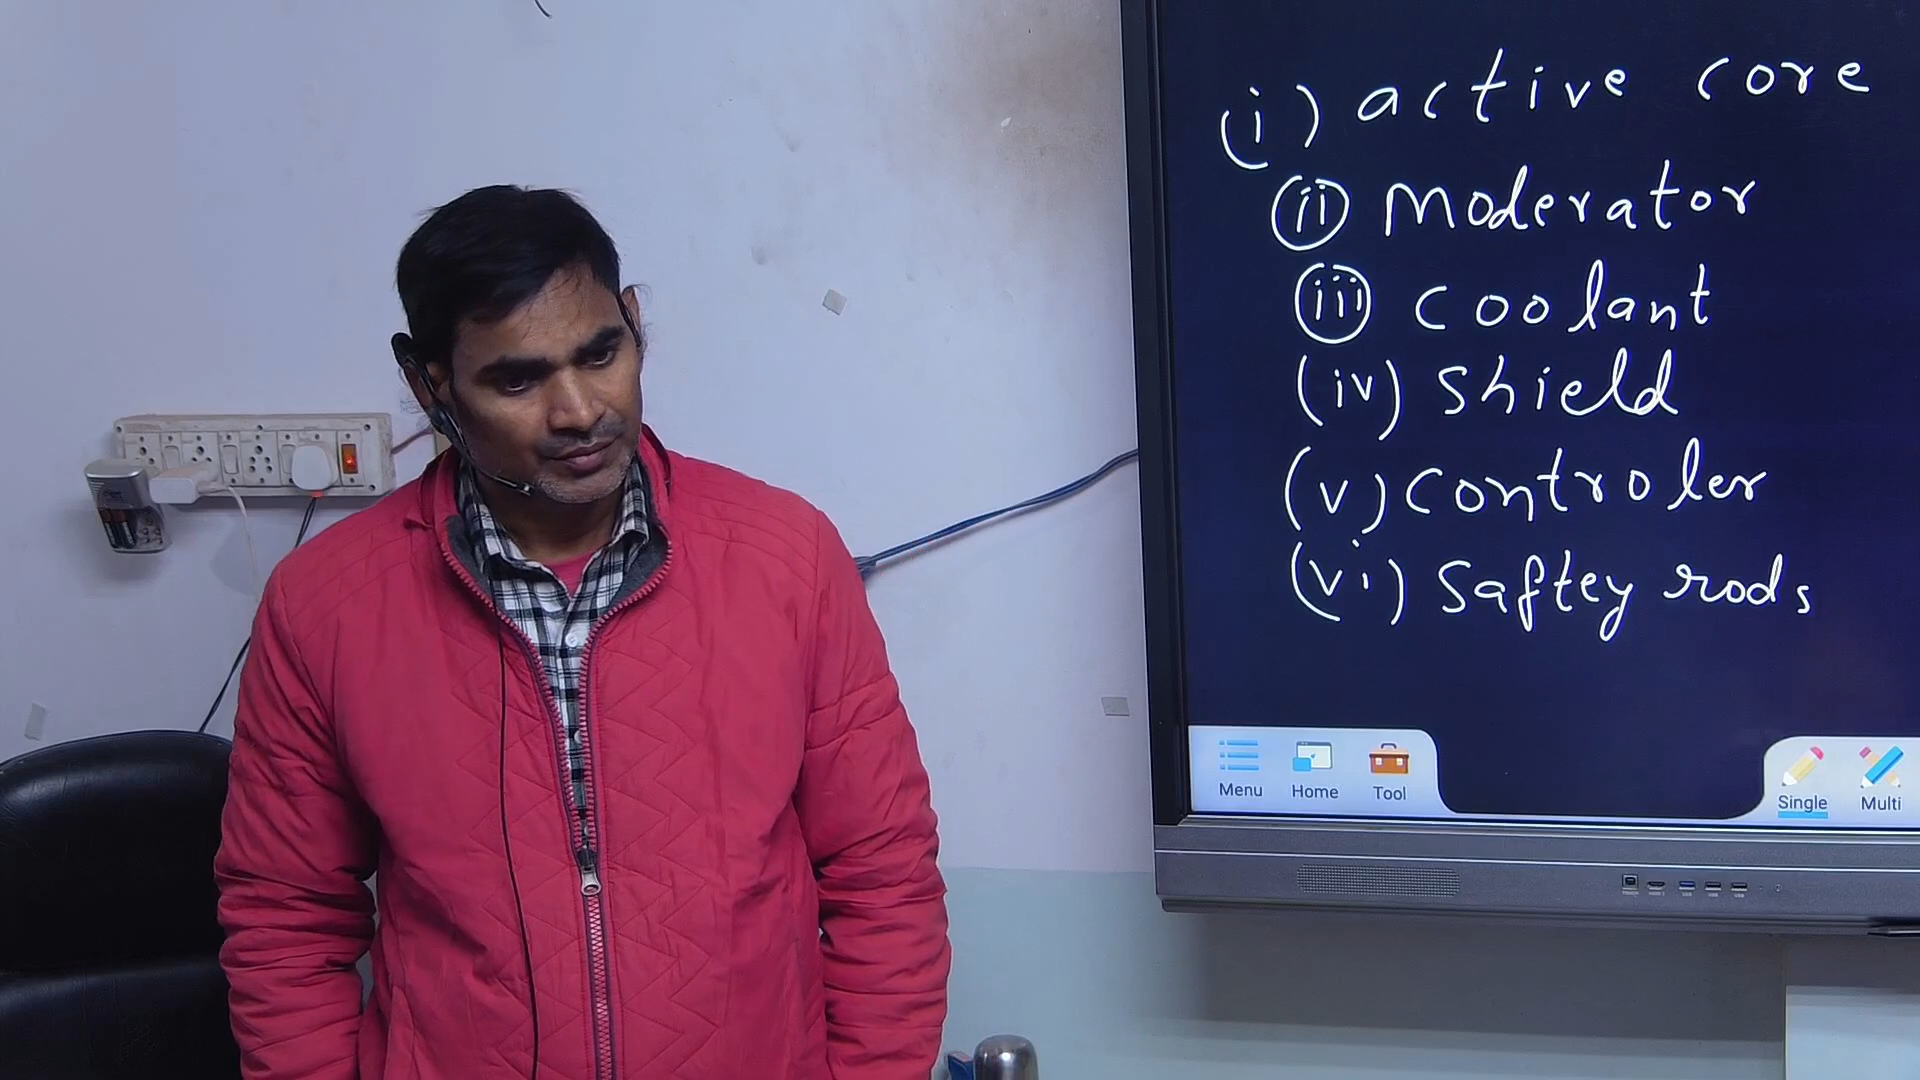 (i) active core
(ii) Moderator
(iii) coolant
(iv) Shield
(v) controler
(vi) Saftey rods
Menu Home Tool Single Multi